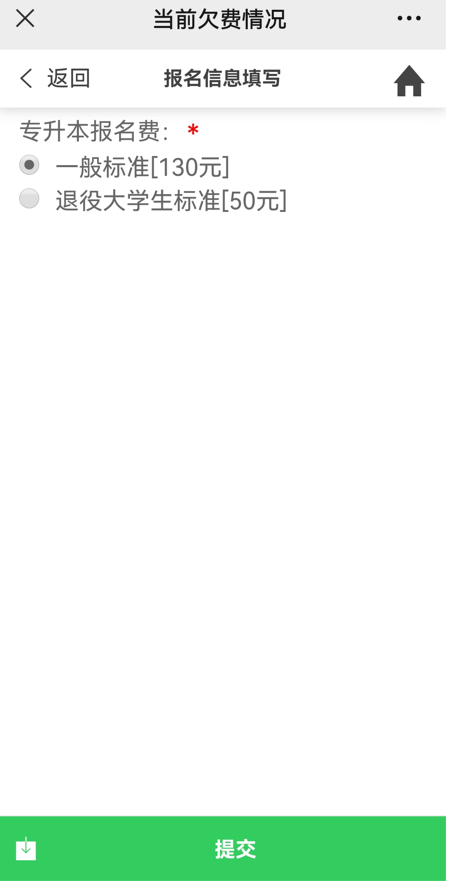 当前欠费情况
返回 报名信息填写
专升本报名费: *
一般标准[130元]
退役大学生标准[50元]
提交